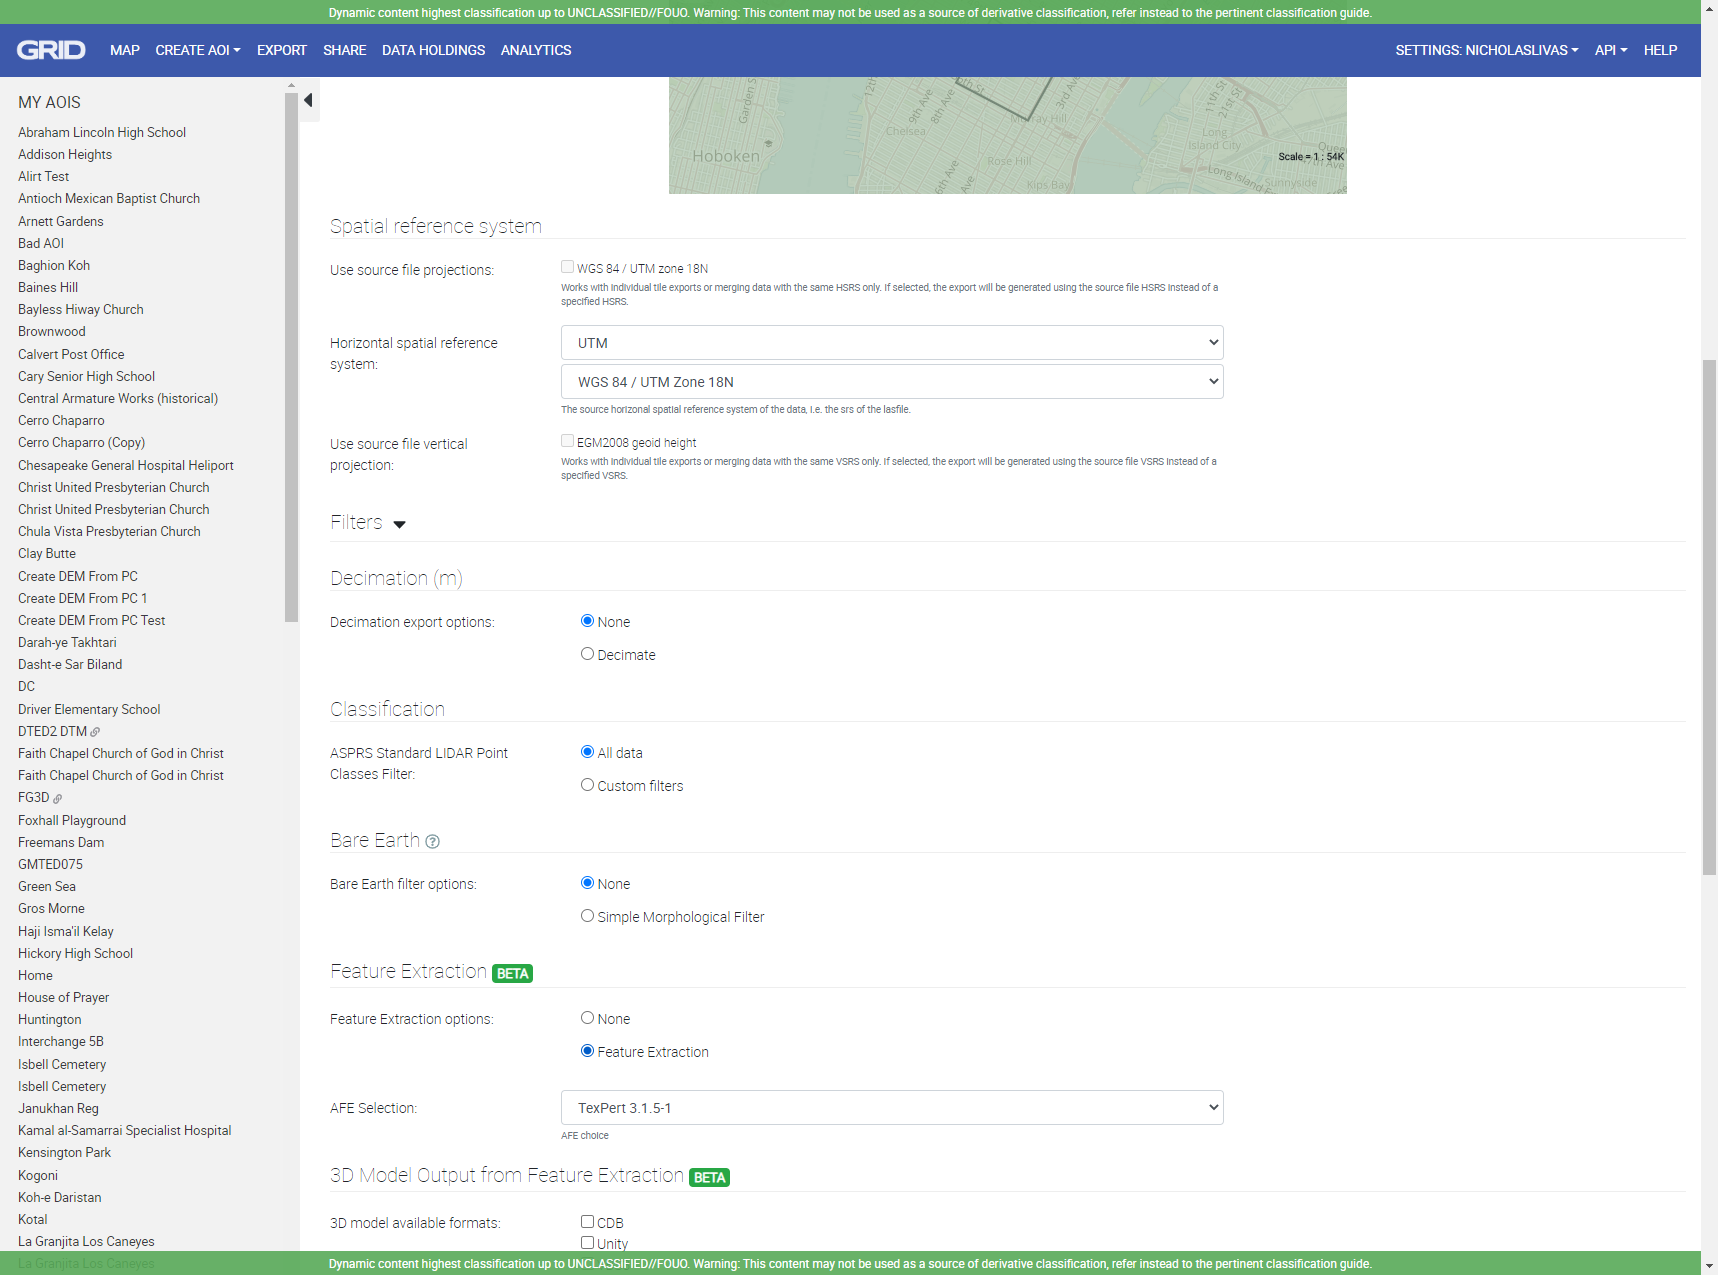 Dynamic content highest classification up to UNCLASSIFIED//FOUO. Warning: This content may not be used as a source of derivative classification, refer instead to the pertinent classification guide.
GRID MAP CREATE AOI EXPORT SHARE DATA HOLDINGS ANALYTICS SETTINGS: NICHOLASLIVAS API HELP
MY AOIS
Abraham Lincoln High School
Addison Heights
Alirt Test
Antioch Mexican Baptist Church
Arnett Gardens
Bad AOI
Baghion Koh
Baines Hill
Bayless Hiway Church
Brownwood
Calvert Post Office
Cary Senior High School
Central Armature Works (historical)
Cerro Chaparro
Cerro Chaparro (Copy)
Chesapeake General Hospital Heliport
Christ United Presbyterian Church
Christ United Presbyterian Church
Chula Vista Presbyterian Church
Clay Butte
Create DEM From PC
Create DEM From PC 1
Create DEM From PC Test
Darah-ye Takhtari
Dasht-e Sar Biland
DC
Driver Elementary School
DTED2 DTM
Faith Chapel Church of God in Christ
Faith Chapel Church of God in Christ
FG3D
Foxhall Playground
Freemans Dam
GMTED075
Green Sea
Gros Morne
Haji Isma'il Kelay
Hickory High School
Home
House of Prayer
Huntington
Interchange 5B
Isbell Cemetery
Isbell Cemetery
Janukhan Reg
Kamal al-Samarrai Specialist Hospital
Kensington Park
Kogoni
Koh-e Daristan
Kotal
La Granjita Los Caneyes
La Granjita Los Caneyes
Garden S
12th
9th Ave
8th Ave
3rd Ave
11th St
21st St
Chelsea
Murray Hill
Long
Island City
Hoboken
Rose Hill
Scale = 1 : 54K
6th Ave
Ave
Kips Bay
Long Island
Sunnyside
Spatial reference system
Use source file projections:
WGS 84 / UTM zone 18N
Works with individual tile exports or merging data with the same HSRS only. If selected, the export will be generated using the source file HSRS instead of a
specified HSRS.
Horizontal spatial reference
system:
UTM
WGS 84 / UTM Zone 18N
The source horizonal spatial reference system of the data, i.e. the srs of the lasfile.
Use source file vertical
projection:
EGM2008 geoid height
Works with individual tile exports or merging data with the same VSRS only. If selected, the export will be generated using the source file VSRS instead of a
specified VSRS.
Filters
Decimation (m)
Decimation export options:
None
Decimate
Classification
ASPRS Standard LIDAR Point
Classes Filter:
All data
Custom filters
Bare Earth ?
Bare Earth filter options:
None
Simple Morphological Filter
Feature Extraction BETA
Feature Extraction options:
None
Feature Extraction
AFE Selection:
TexPert 3.1.5-1
AFE choice
3D Model Output from Feature Extraction BETA
3D model available formats:
CDB
Unity
Dynamic content highest classification up to UNCLASSIFIED//FOUO. Warning: This content may not be used as a source of derivative classification, refer instead to the pertinent classification guide.